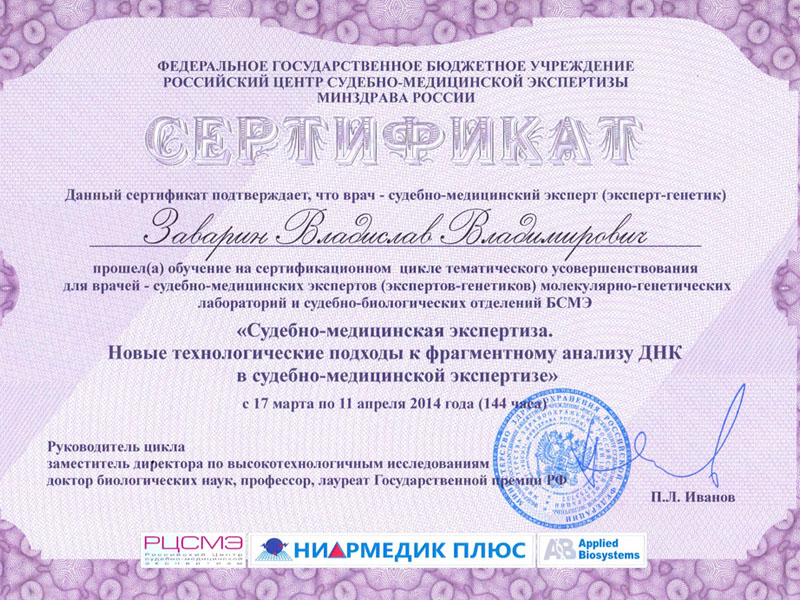 ФЕДЕРАЛЬНОЕ ГОСУДАРСТВЕННОЕ БЮДЖЕТНОЕ УЧРЕЖДЕНИЕ
РОССИЙСКИЙ ЦЕНТР СУДЕБНО-МЕДИЦИНСКОЙ ЭКСПЕРТИЗЫ
МИНЗДРАВА РОССИИ
СЕРТИФИКАТ
Данный сертификат подтверждает, что врач - судебно-медицинский эксперт (эксперт-генетик)
Заварин Владислав Владимирович
прошел(а) обучение на сертификационном цикле тематического усовершенствования
для врачей - судебно-медицинских экспертов (экспертов-генетиков) молекулярно-генетических
лабораторий и судебно-биологических отделений БСМЭ
«Судебно-медицинская экспертиза.
Новые технологические подходы к фрагментному анализу ДНК
в судебно-медицинской экспертизе»
с 17 марта по 11 апреля 2014 года (144 часа)
Руководитель цикла
заместитель директора по высокотехнологичным исследованиям
доктор биологических наук, профессор, лауреат Государственной премии РФ
П.Л. Иванов
РЦСМЭ
Российский Центр
судебно-медицинской
экспертизы
НИАРМЕДИК ПЛЮС
AB Applied
Biosystems